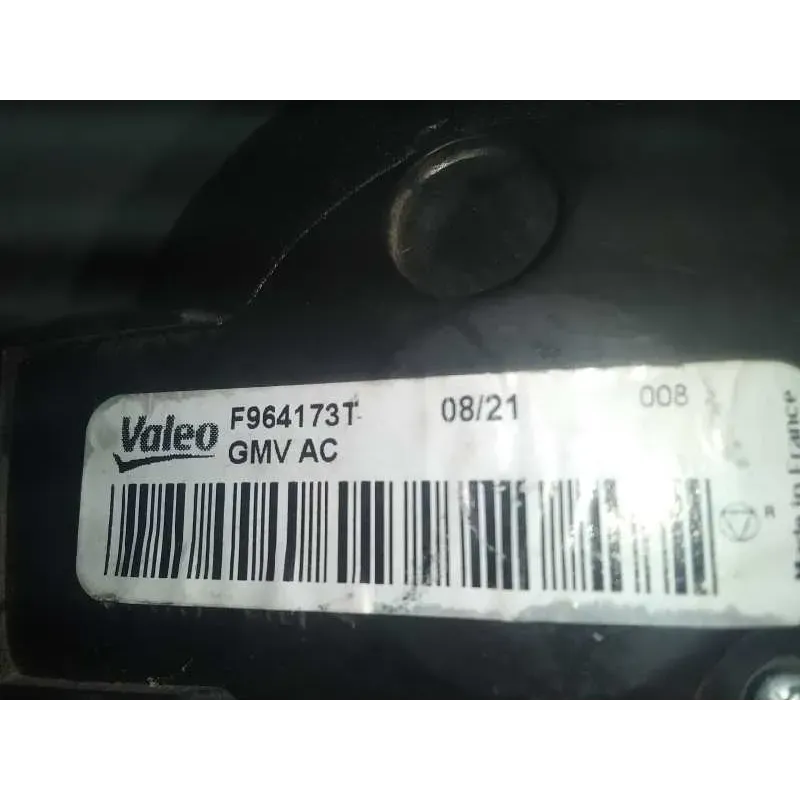 Valeo F964173T 08/21 008
GMV AC
R
Made in France